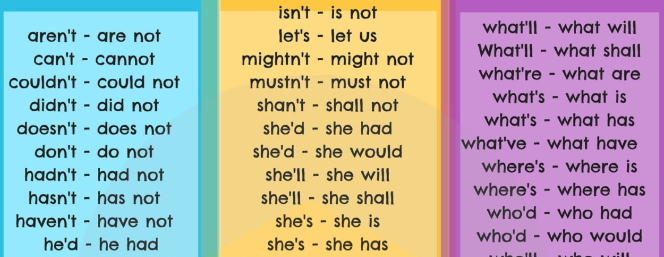 aren't - are not
can't - cannot
couldn't - could not
didn't - did not
doesn't - does not
don't - do not
hadn't - had not
hasn't - has not
haven't - have not
he'd - he had
isn't - is not
let's - let us
mightn't - might not
mustn't - must not
shan't - shall not
she'd - she had
she'd - she would
she'll - she will
she'll - she shall
she's - she is
she's - she has
what'll - what will
What'll - what shall
what're - what are
what's - what is
what's - what has
what've - what have
where's - where is
where's - where has
who'd - who had
who'd - who would
who'll - who will